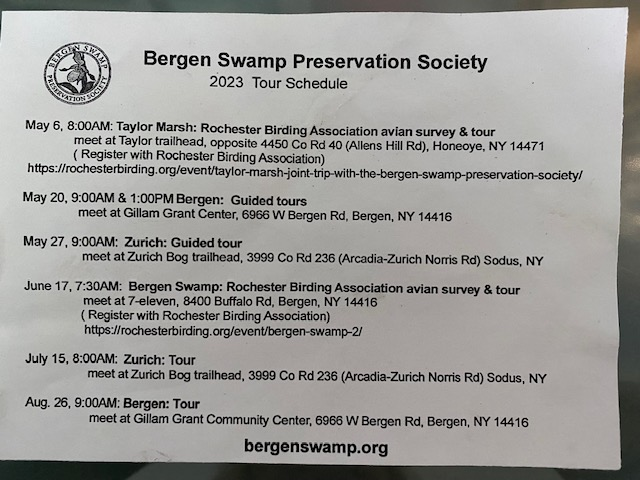 BERGEN SWAMP
PRESERVATION SOCIETY
Bergen Swamp Preservation Society
2023 Tour Schedule
May 6, 8:00AM: Taylor Marsh: Rochester Birding Association avian survey & tour
meet at Taylor trailhead, opposite 4450 Co Rd 40 (Allens Hill Rd), Honeoye, NY 14471
( Register with Rochester Birding Association)
https://rochesterbirding.org/event/taylor-marsh-joint-trip-with-the-bergen-swamp-preservation-society/
May 20, 9:00AM & 1:00PM Bergen: Guided tours
meet at Gillam Grant Center, 6966 W Bergen Rd, Bergen, NY 14416
May 27, 9:00AM: Zurich: Guided tour
meet at Zurich Bog trailhead, 3999 Co Rd 236 (Arcadia-Zurich Norris Rd) Sodus, NY
June 17, 7:30AM: Bergen Swamp: Rochester Birding Association avian survey & tour
meet at 7-eleven, 8400 Buffalo Rd, Bergen, NY 14416
( Register with Rochester Birding Association)
https://rochesterbirding.org/event/bergen-swamp-2/
July 15, 8:00AM: Zurich: Tour
meet at Zurich Bog trailhead, 3999 Co Rd 236 (Arcadia-Zurich Norris Rd) Sodus, NY
Aug. 26, 9:00AM: Bergen: Tour
meet at Gillam Grant Community Center, 6966 W Bergen Rd, Bergen, NY 14416
bergenswamp.org